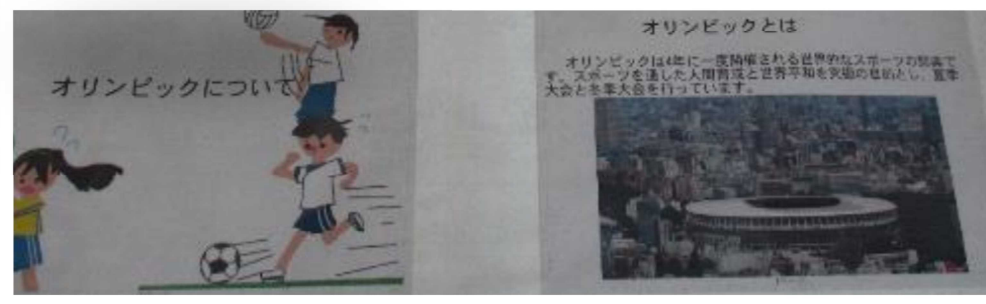 オリンピックについて
オリンピックとは
オリンピックは4年に一度開催される世界的なスポーツの祭典で
す。スポーツを通した人間育成と世界平和を究極の目的とし、夏季
大会と冬季大会を行っています。